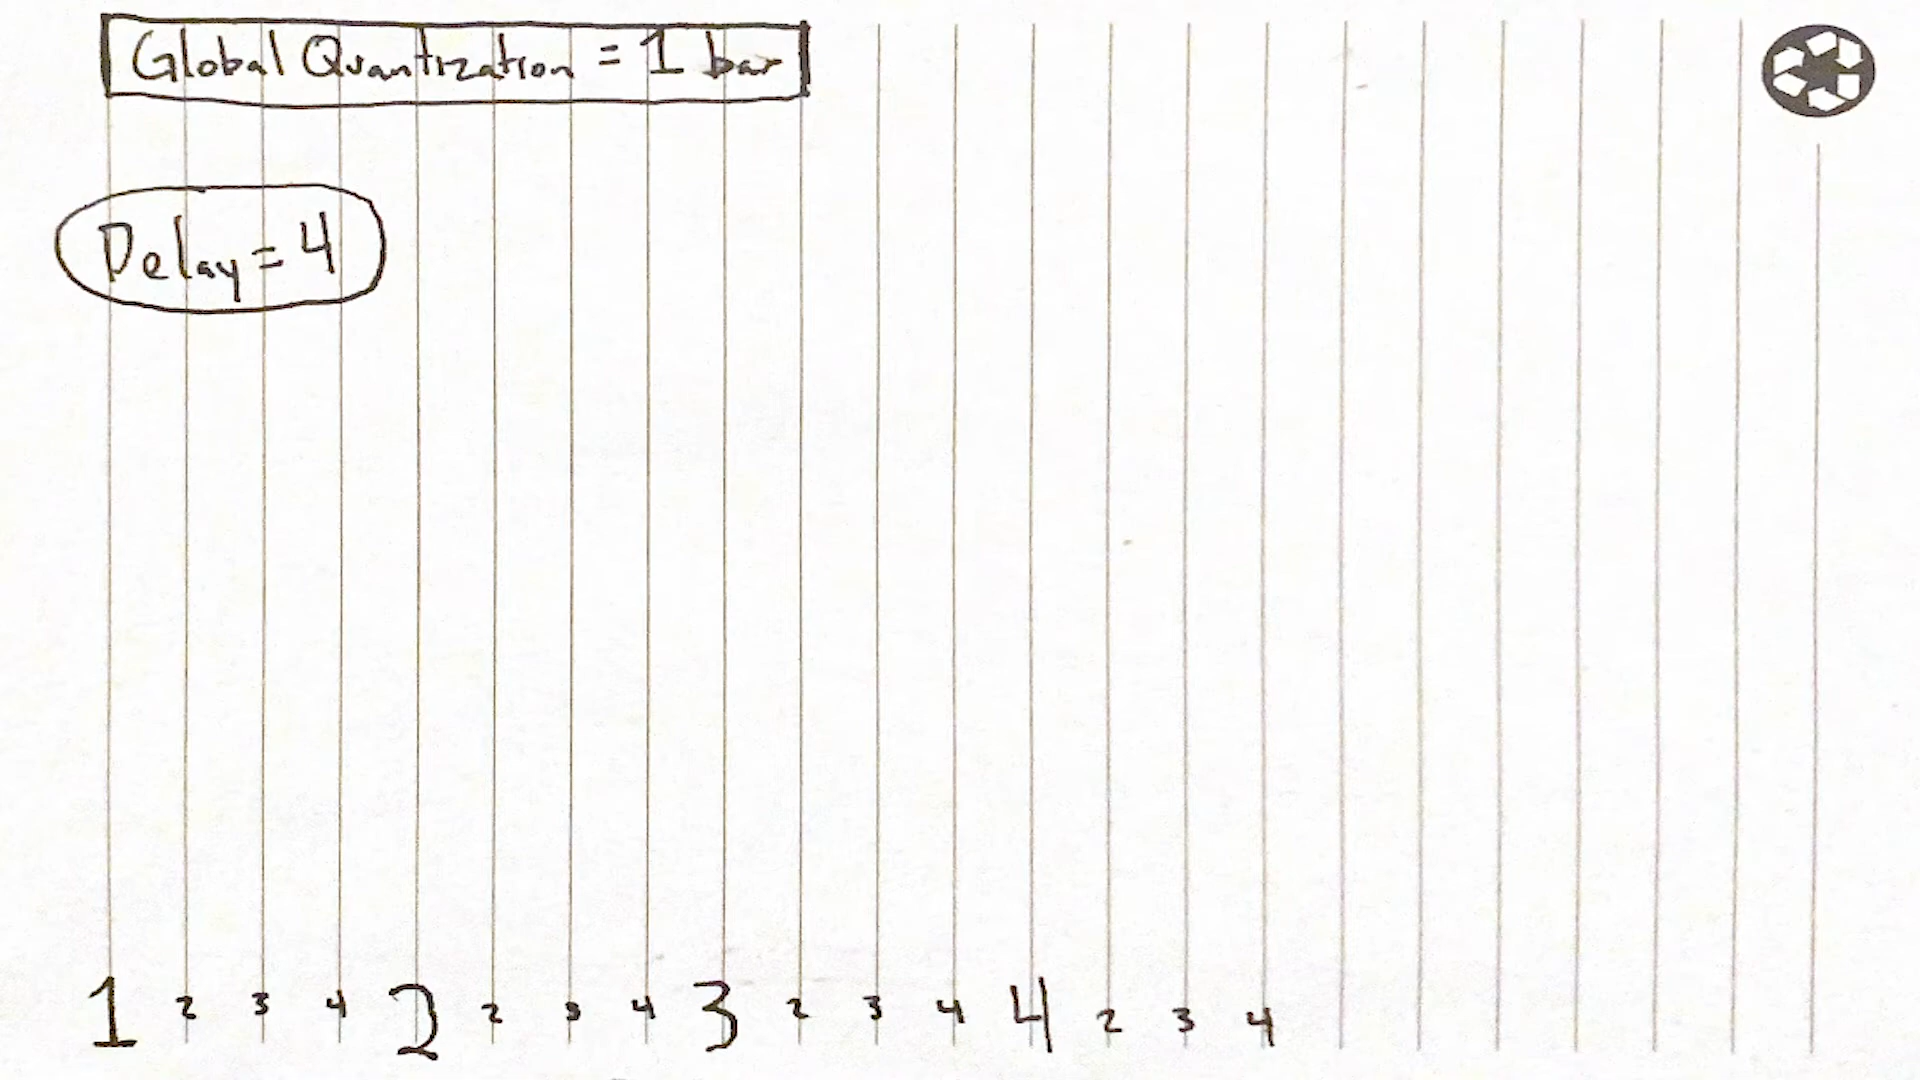 Global Quantization = 1 bar
Delay = 4
1 2 3 4 2 2 3 4 3 2 3 4 4 2 3 4